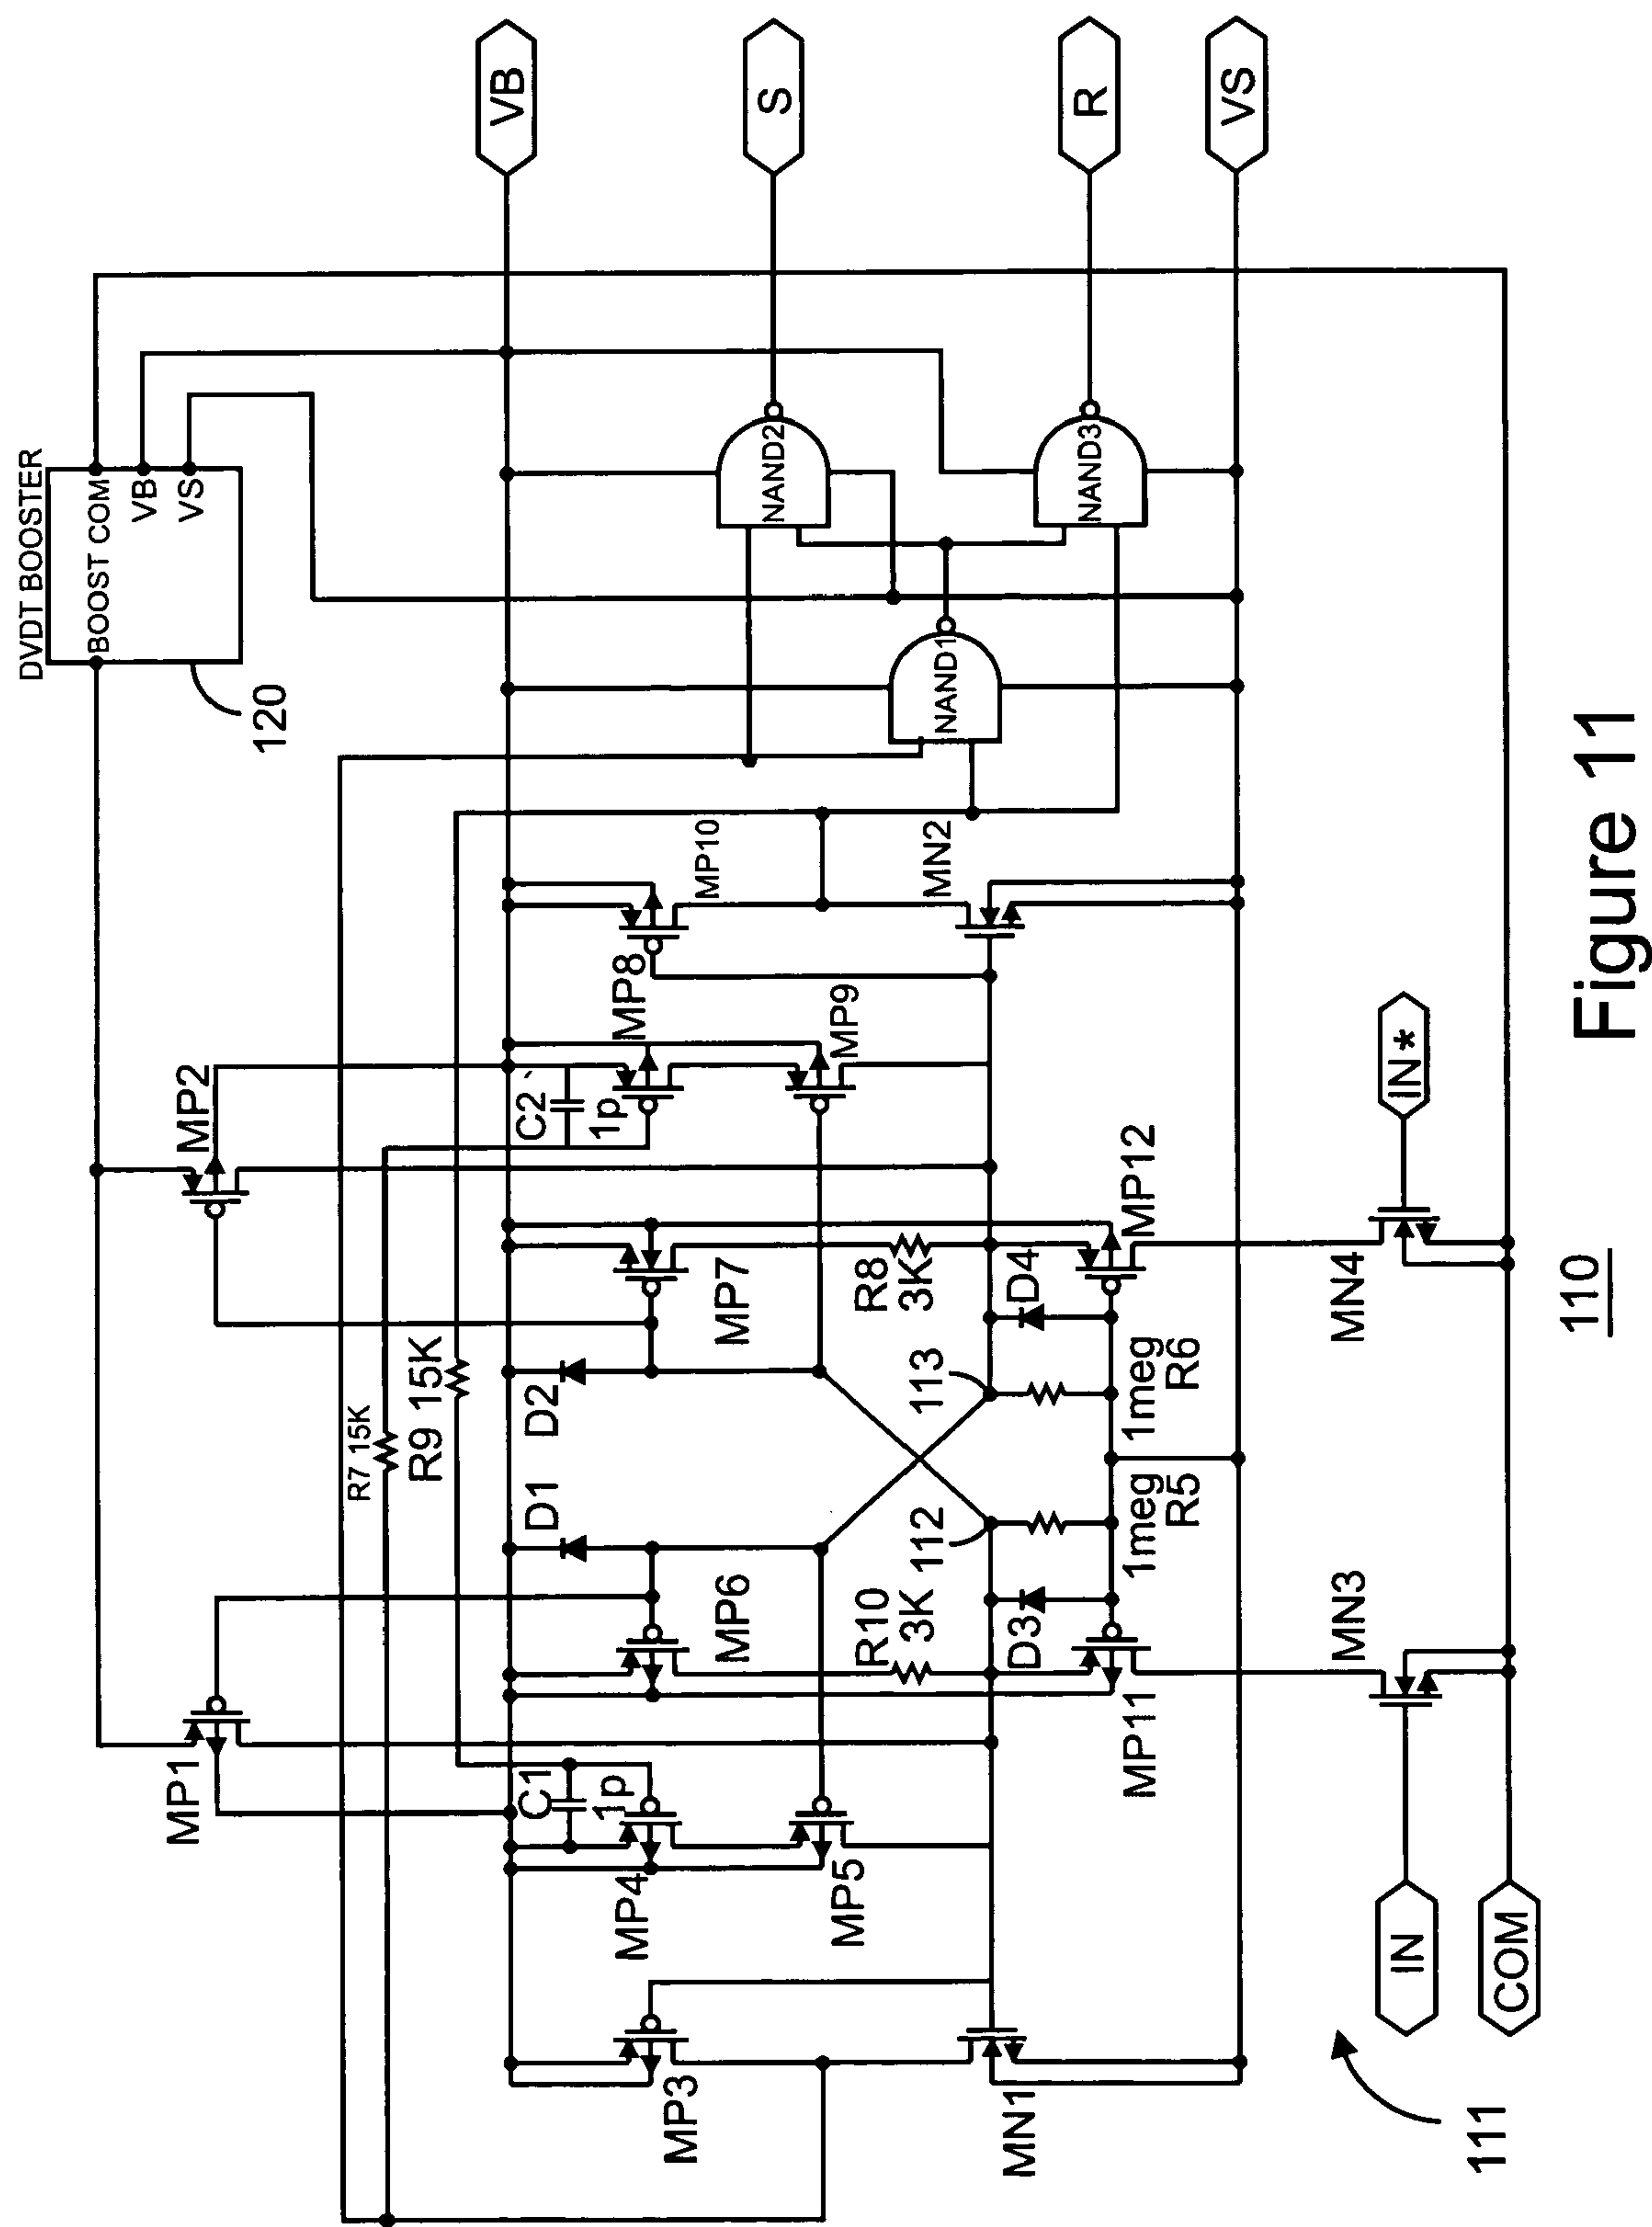 DVDT BOOSTER
BOOST COM
VB
VS
120
VB
S
R
VS
NAND2
NAND3
NAND1
MP10
MN2
MP8
MP9
C2
1p
MP2
MP7
R8
3K
D4
MP12
MN4
IN*
D2
R9 15K
R7 15K
113
1meg
R6
D1
112
1meg
R5
MP6
R10
3K
D3
MP11
MN3
MP1
C1
1p
MP4
MP5
MP3
MN1
IN
COM
111
110
Figure 11